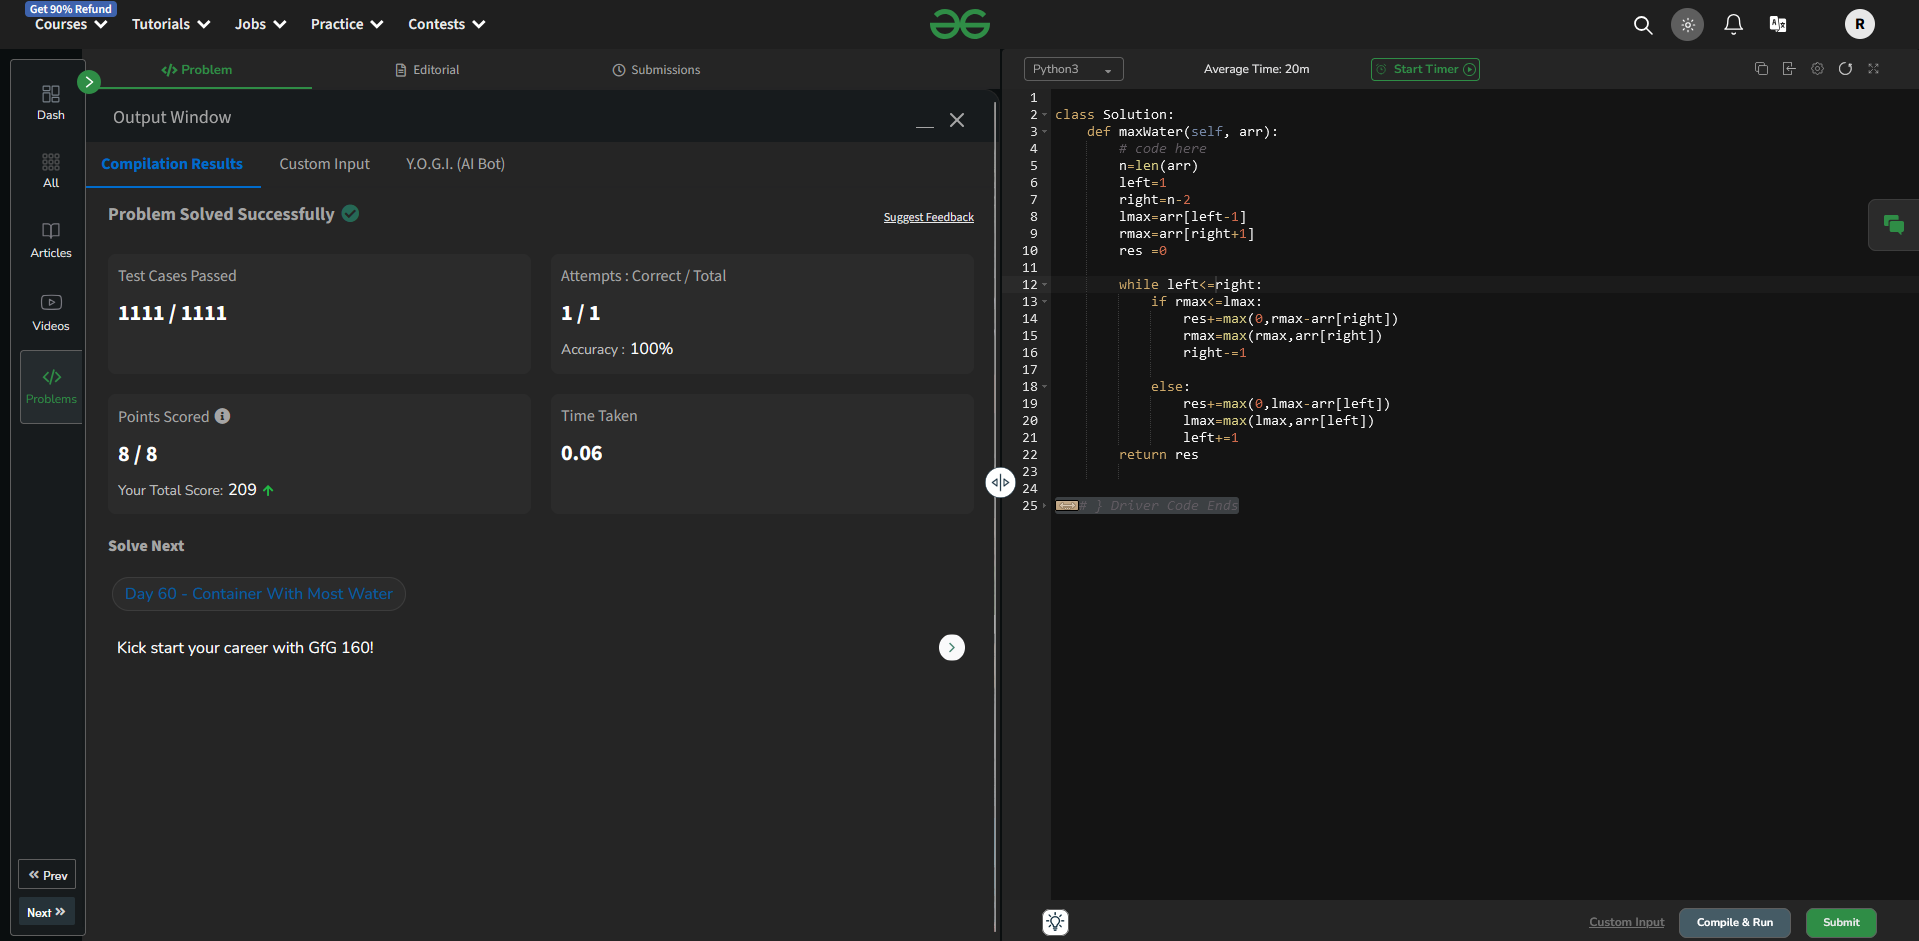 Get 90% Refund
Courses Tutorials Jobs Practice Contests
R
Dash
All
Articles
Videos
Problems
Prev
Next
</> Problem Editorial Submissions
Output Window
Compilation Results Custom Input Y.O.G.I. (AI Bot)
Problem Solved Successfully
Suggest Feedback
Test Cases Passed
1111 / 1111
Attempts : Correct / Total
1 / 1
Accuracy : 100%
Points Scored
8 / 8
Your Total Score: 209
Time Taken
0.06
Solve Next
Day 60 - Container With Most Water
Kick start your career with GfG 160!
Python3 Average Time: 20m Start Timer
1
2 class Solution:
3     def maxWater(self, arr):
4         # code here
5         n=len(arr)
6         left=1
7         right=n-2
8         lmax=arr[left-1]
9         rmax=arr[right+1]
10         res =0
11
12         while left<=right:
13             if rmax<=lmax:
14                 res+=max(0,rmax-arr[right])
15                 rmax=max(rmax,arr[right])
16                 right-=1
17
18             else:
19                 res+=max(0,lmax-arr[left])
20                 lmax=max(lmax,arr[left])
21                 left+=1
22         return res
23
24
25 # } Driver Code Ends
Custom Input Compile & Run Submit